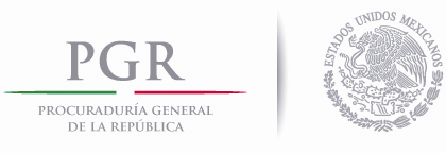 PGR
PROCURADURÍA GENERAL
DE LA REPÚBLICA
ESTADOS UNIDOS MEXICANOS